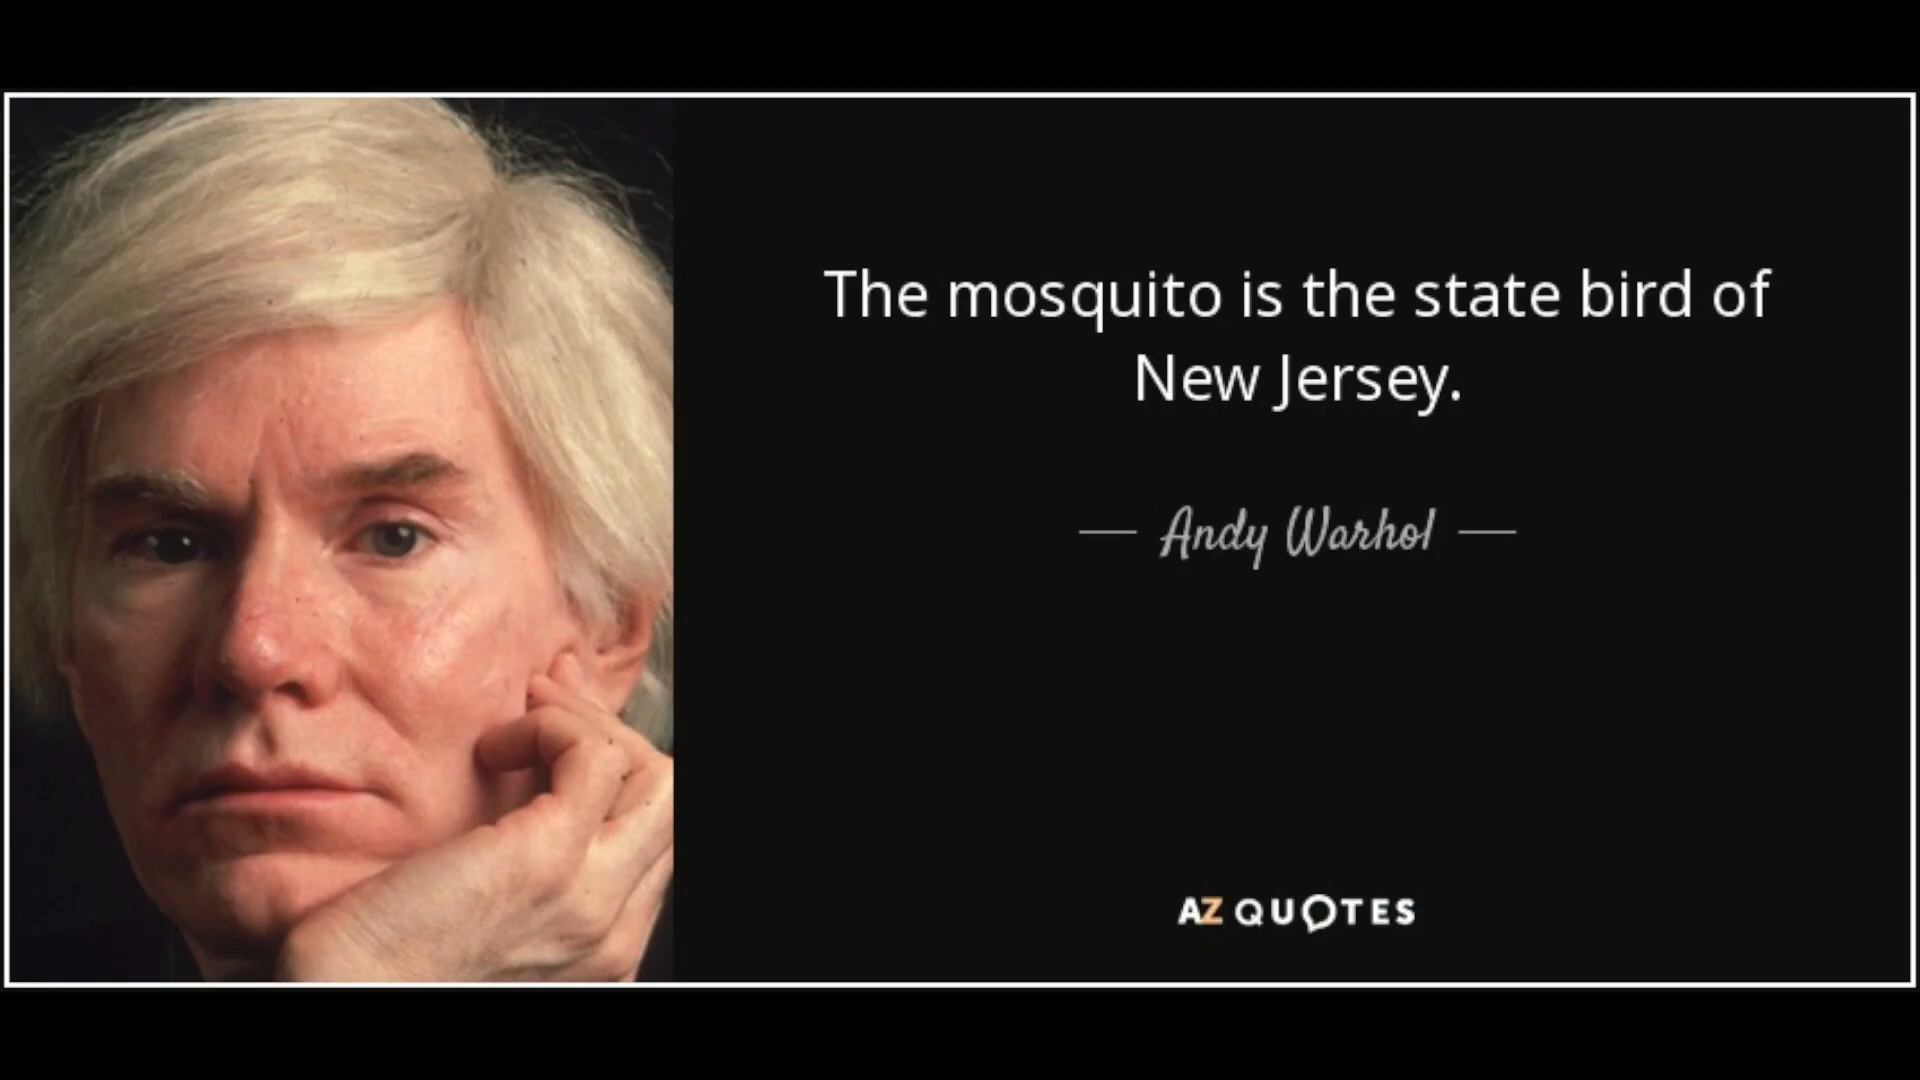 The mosquito is the state bird of
New Jersey.
— Andy Warhol —
AZ QUOTES